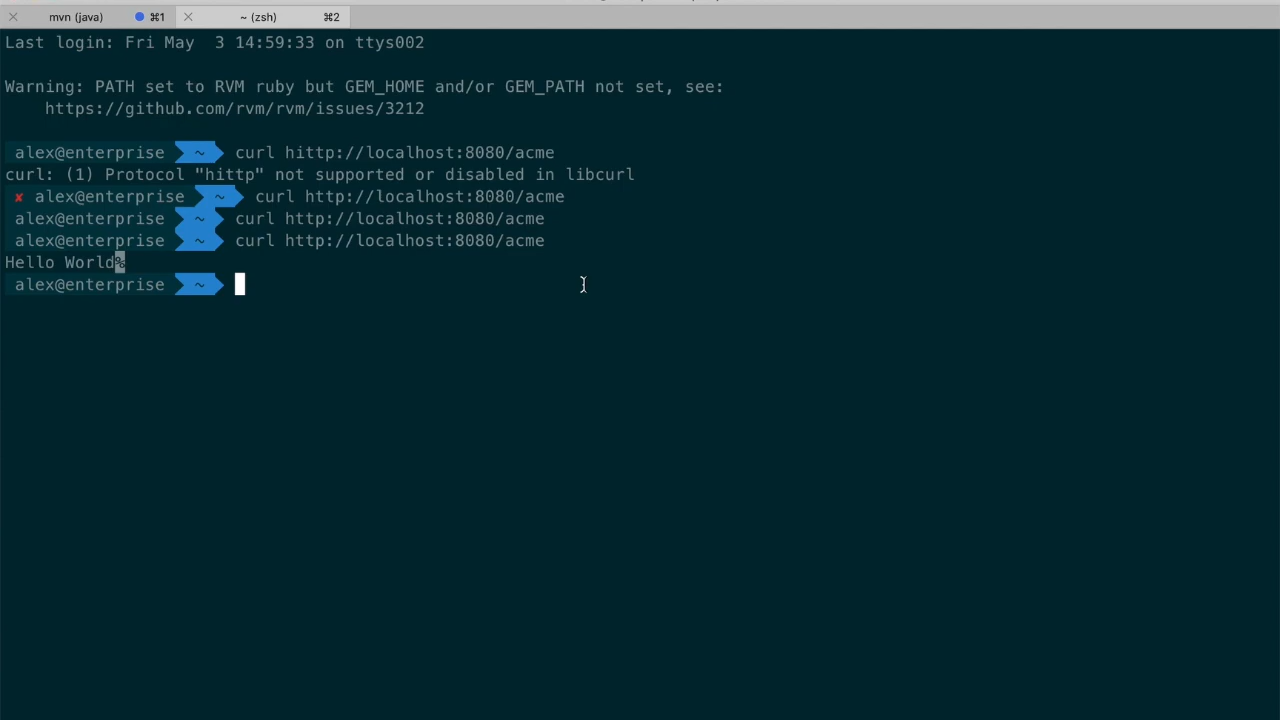 mvn (java) ⌘1 ~ (zsh) ⌘2
Last login: Fri May  3 14:59:33 on ttys002
Warning: PATH set to RVM ruby but GEM_HOME and/or GEM_PATH not set, see:
https://github.com/rvm/rvm/issues/3212
alex@enterprise ~ curl hittp://localhost:8080/acme
curl: (1) Protocol "hittp" not supported or disabled in libcurl
✘ alex@enterprise ~ curl http://localhost:8080/acme
alex@enterprise ~ curl http://localhost:8080/acme
alex@enterprise ~ curl http://localhost:8080/acme
Hello World%
alex@enterprise ~